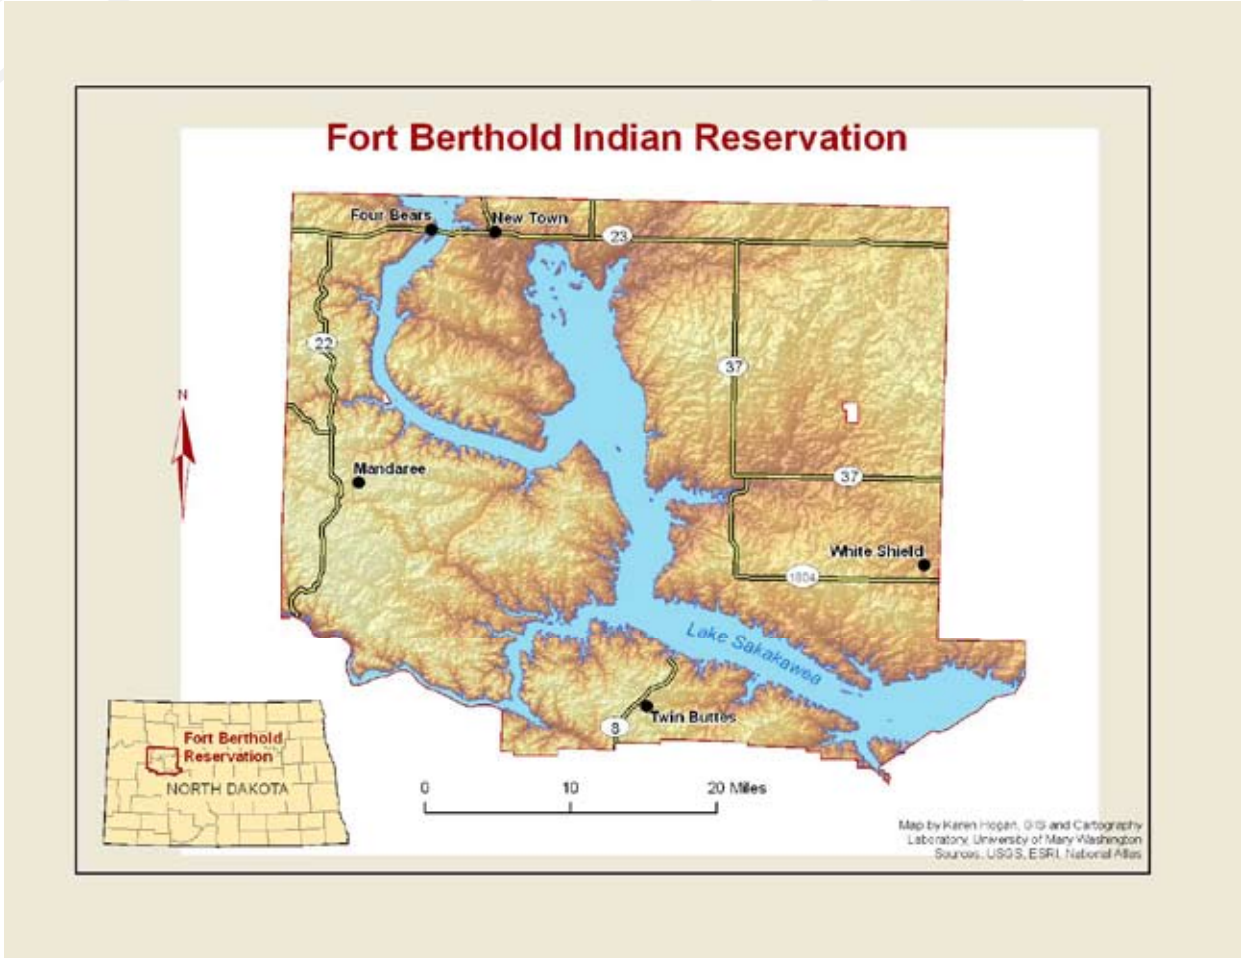 Fort Berthold Indian Reservation
Four Bears
New Town
23
22
37
N
Mandaree
37
White Shield
1804
Lake Sakakawea
Twin Buttes
8
Fort Berthold
Reservation
NORTH DAKOTA
0 10 20 Miles
Map by Karen Hogan, GIS and Cartography
Laboratory, University of Mary Washington
Sources, USGS, ESRI, National Atlas